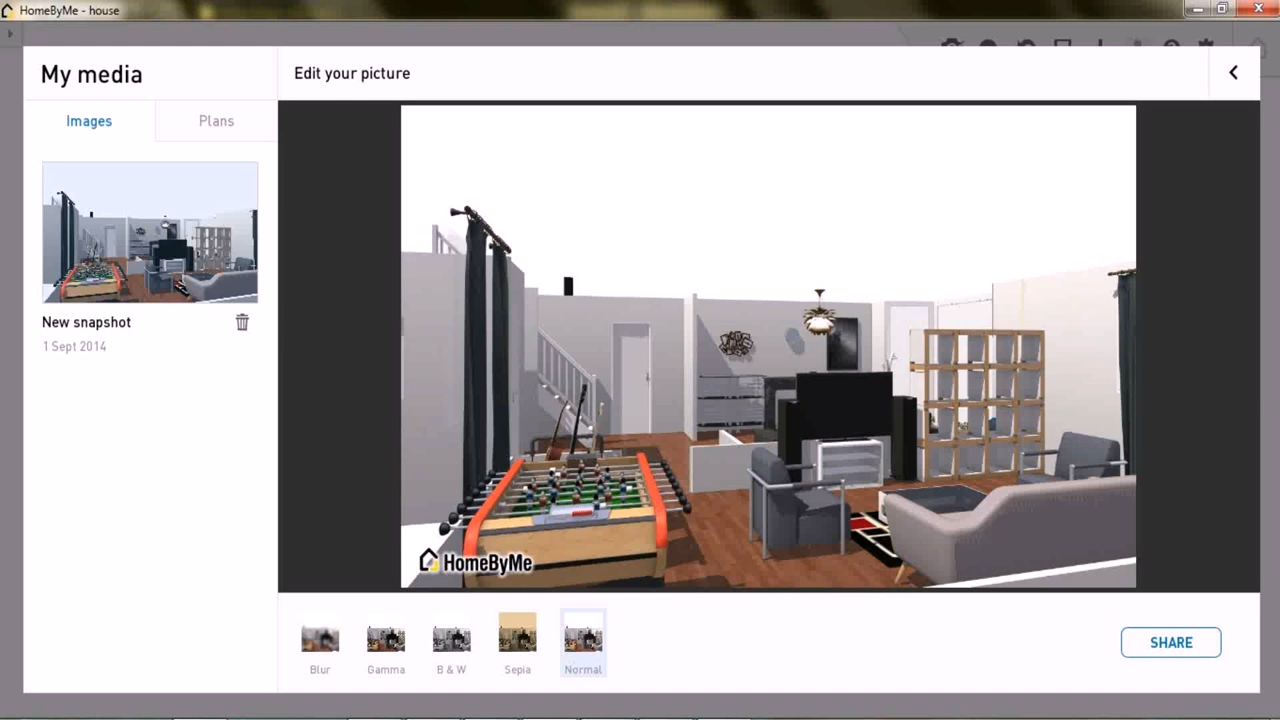 HomeByMe - house
My media
Edit your picture
Images
Plans
New snapshot
1 Sept 2014
HomeByMe
Blur
Gamma
B & W
Sepia
Normal
SHARE